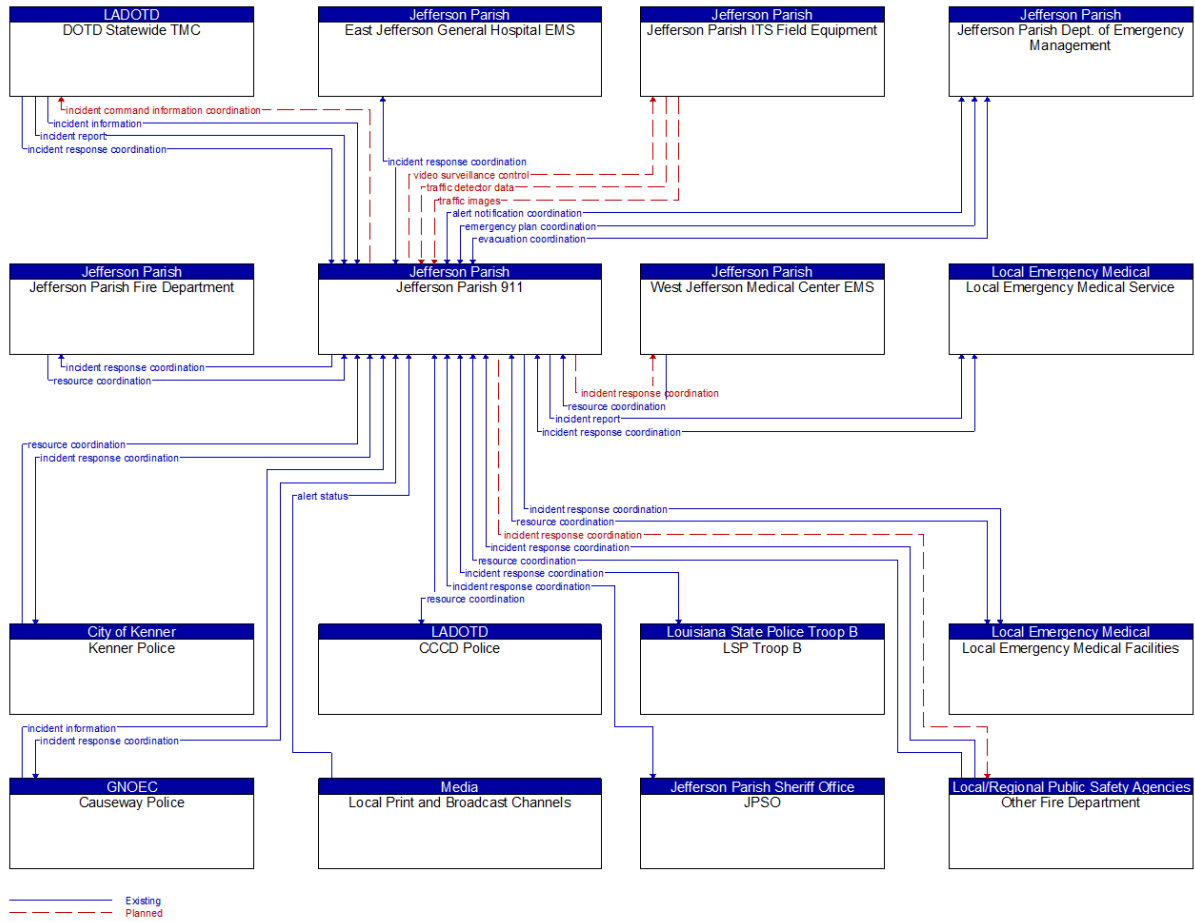 LADOTD
DOTD Statewide TMC
Jefferson Parish
East Jefferson General Hospital EMS
Jefferson Parish
Jefferson Parish ITS Field Equipment
Jefferson Parish
Jefferson Parish Dept. of Emergency
Management
incident command information coordination
incident information
incident report
incident response coordination
incident response coordination
video surveillance control
traffic detector data
traffic images
alert notification coordination
emergency plan coordination
evacuation coordination
Jefferson Parish
Jefferson Parish Fire Department
Jefferson Parish
Jefferson Parish 911
Jefferson Parish
West Jefferson Medical Center EMS
Local Emergency Medical
Local Emergency Medical Service
incident response coordination
resource coordination
incident response coordination
resource coordination
incident report
incident response coordination
resource coordination
incident response coordination
alert status
incident response coordination
resource coordination
incident response coordination
incident response coordination
resource coordination
incident response coordination
incident response coordination
resource coordination
City of Kenner
Kenner Police
LADOTD
CCCD Police
Louisiana State Police Troop B
LSP Troop B
Local Emergency Medical
Local Emergency Medical Facilities
incident information
incident response coordination
GNOEC
Causeway Police
Media
Local Print and Broadcast Channels
Jefferson Parish Sheriff Office
JPSO
Local/Regional Public Safety Agencies
Other Fire Department
Existing
Planned